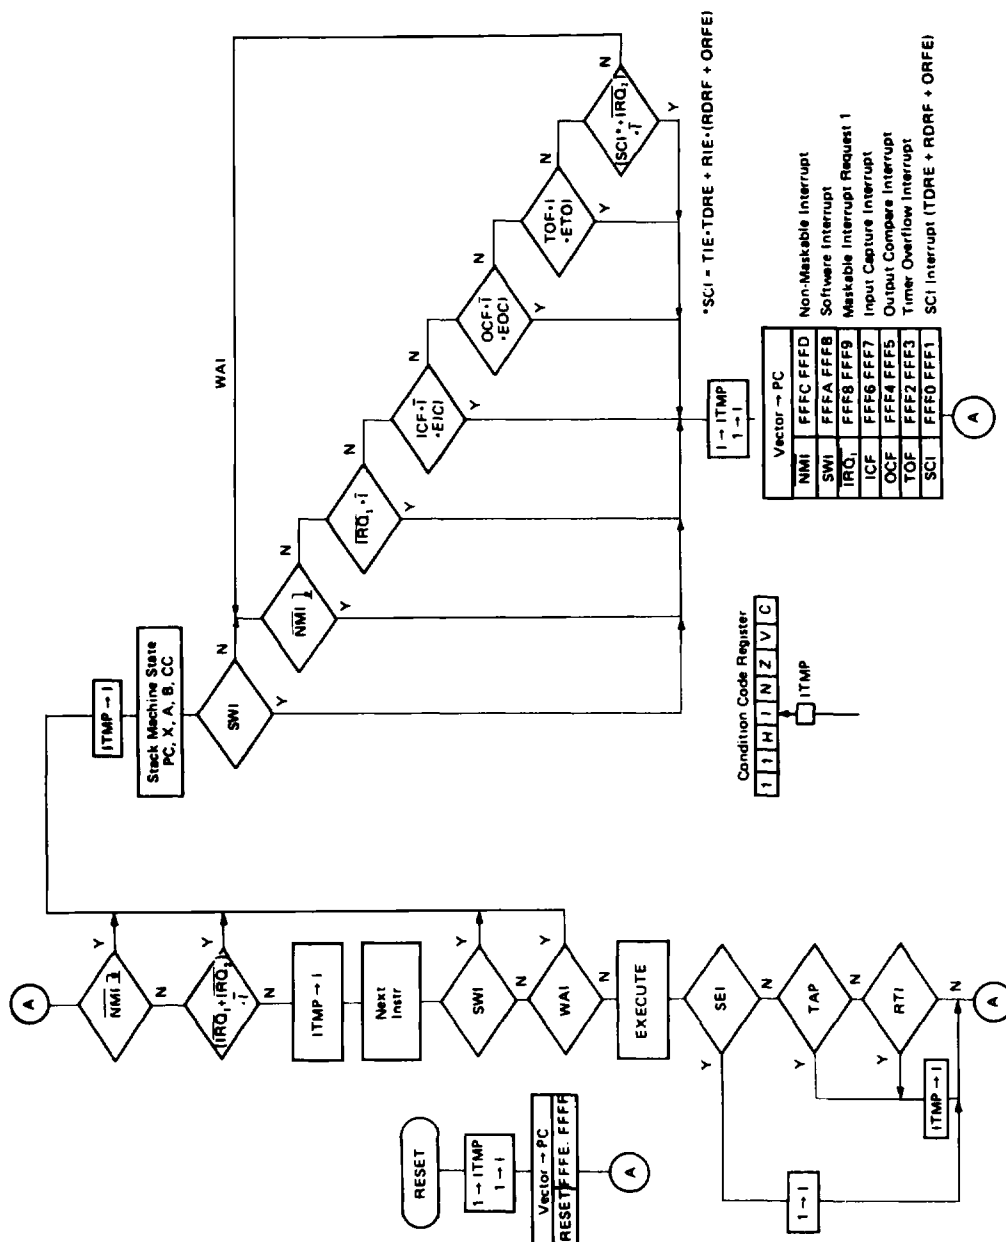 RESET
1 → ITMP
1 → I
Vector → PC
RESET FFFE. FFFF
A
A
NMI
(IRQ1 + IRQ2)
·I
ITMP → I
Next
Instr
SWI
WAI
EXECUTE
SEI
TAP
RTI
1 → I
ITMP → I
A
Y
N
Y
N
Y
N
Y
N
Y
N
Y
N
Y
N
ITMP → I
Stack Machine State
PC, X, A, B, CC
SWI
NMI
IRQ1 · I
ICF·I
·EICI
OCF·I
·EOCI
TOF·I
·ETOI
(SCI*+IRQ2)
·I
N
Y
N
Y
N
Y
N
Y
N
Y
N
Y
N
Y
WAI
*SCI = TIE·TDRE + RIE·(RDRF + ORFE)
I → ITMP
1 → I
Vector → PC
NMI FFFC FFFD Non-Maskable Interrupt
SWI FFFA FFFB Software Interrupt
IRQ1 FFF8 FFF9 Maskable Interrupt Request 1
ICF FFF6 FFF7 Input Capture Interrupt
OCF FFF4 FFF5 Output Compare Interrupt
TOF FFF2 FFF3 Timer Overflow Interrupt
SCI FFF0 FFF1 SCI Interrupt (TDRE + RDRF + ORFE)
A
Condition Code Register
1 1 H I N Z V C
ITMP